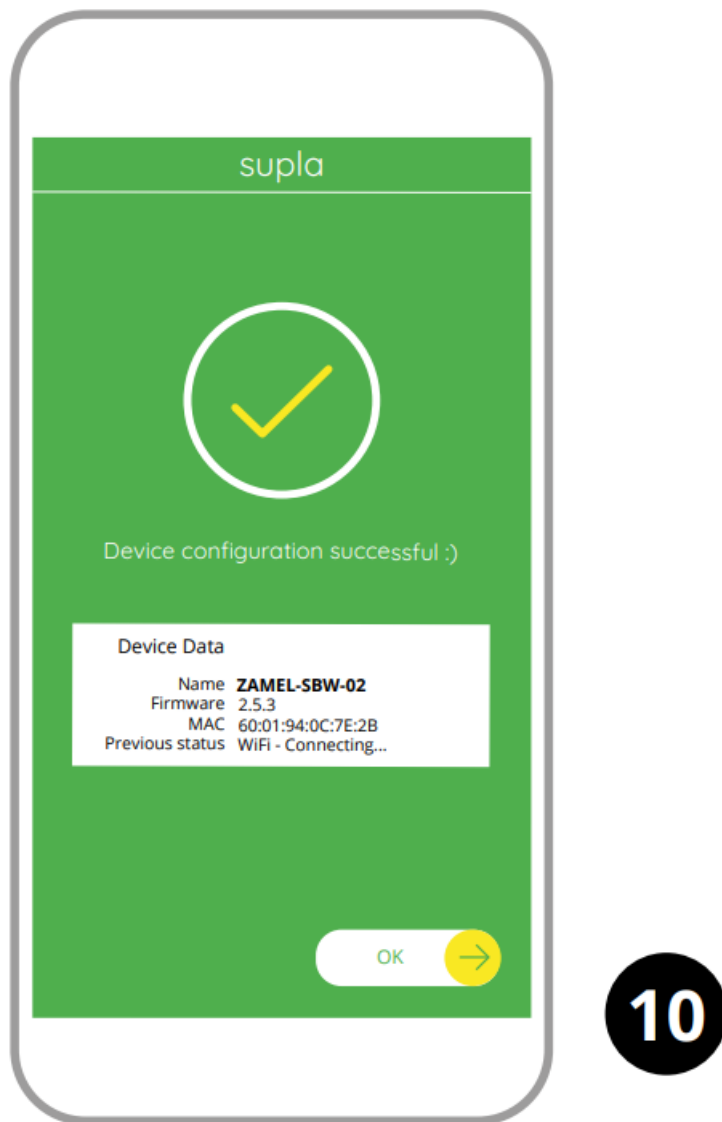 supla
Device configuration successful :)
Device Data
Name ZAMEL-SBW-02
Firmware 2.5.3
MAC 60:01:94:0C:7E:2B
Previous status WiFi - Connecting...
OK
10